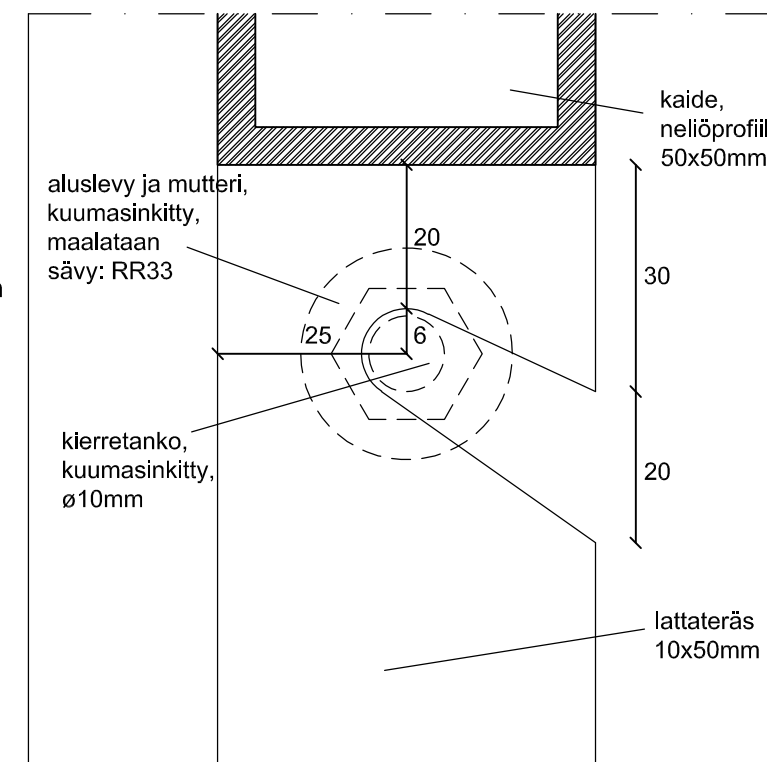 kaide,
neliöprofiil
50x50mm
aluslevy ja mutteri,
kuumasinkitty,
maalataan
sävy: RR33
20
30
25
6
kierretanko,
kuumasinkitty,
ø10mm
20
lattateräs
10x50mm